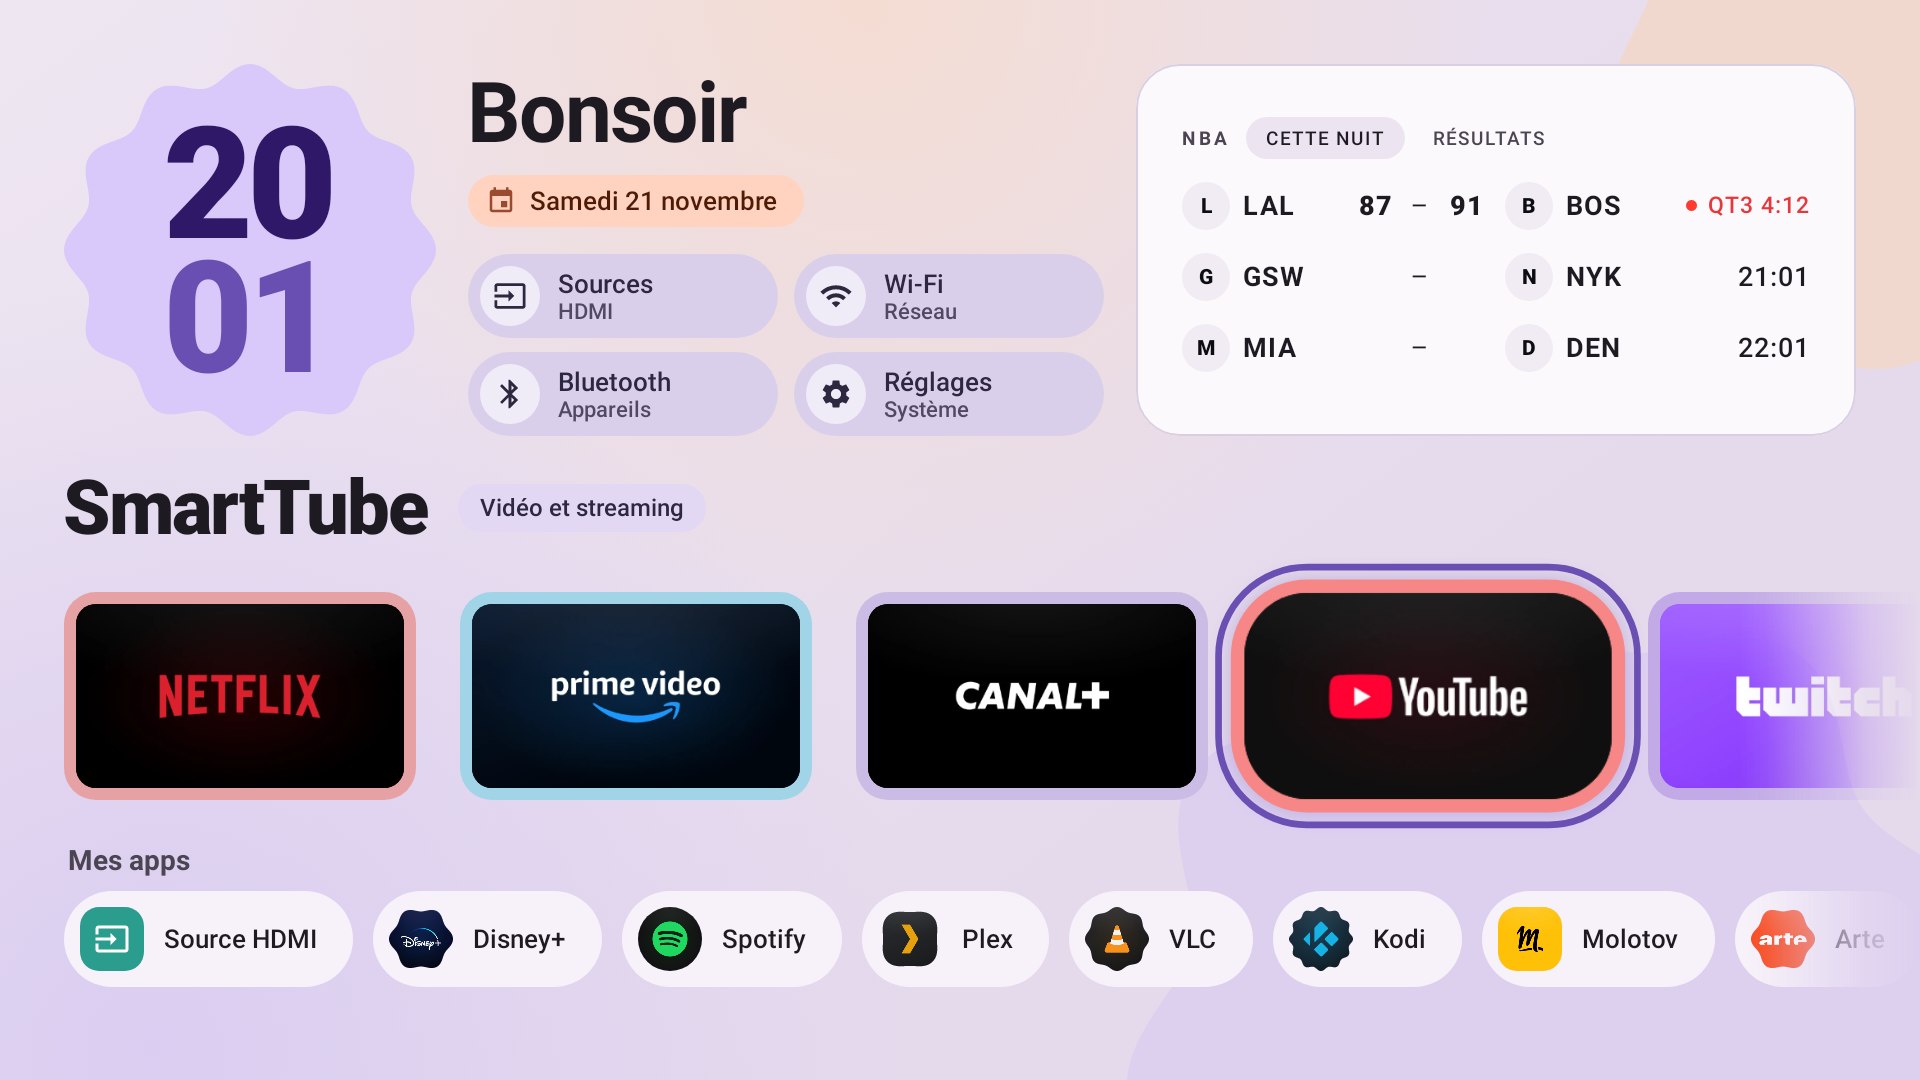 20
01
Bonsoir
Samedi 21 novembre
Sources
HDMI
Wi-Fi
Réseau
Bluetooth
Appareils
Réglages
Système
NBA CETTE NUIT RÉSULTATS
L LAL 87 – 91 B BOS QT3 4:12
G GSW – N NYK 21:01
M MIA – D DEN 22:01
SmartTube Vidéo et streaming
NETFLIX
prime video
CANAL+
YouTube
twitch
Mes apps
Source HDMI
Disney+ Disney+
Spotify
Plex
VLC
Kodi
M. Molotov
arte Arte